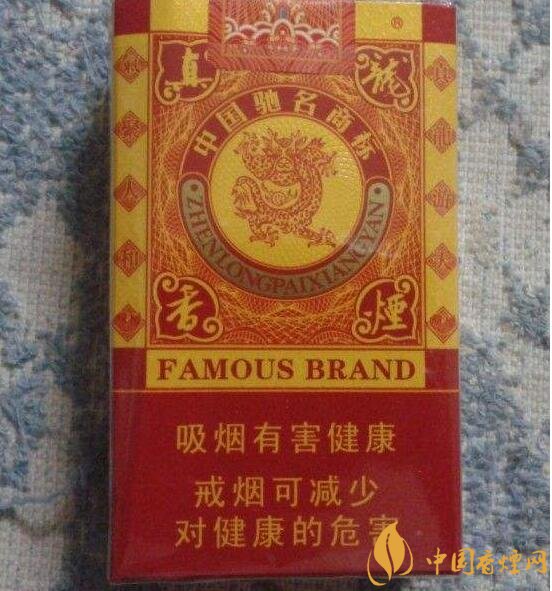 ®
真 龍
中国驰名商标
·ZHENLONGPAIXIANGYAN·
香 煙
FAMOUS BRAND
吸烟有害健康
戒烟可减少
对健康的危害
中国香烟网